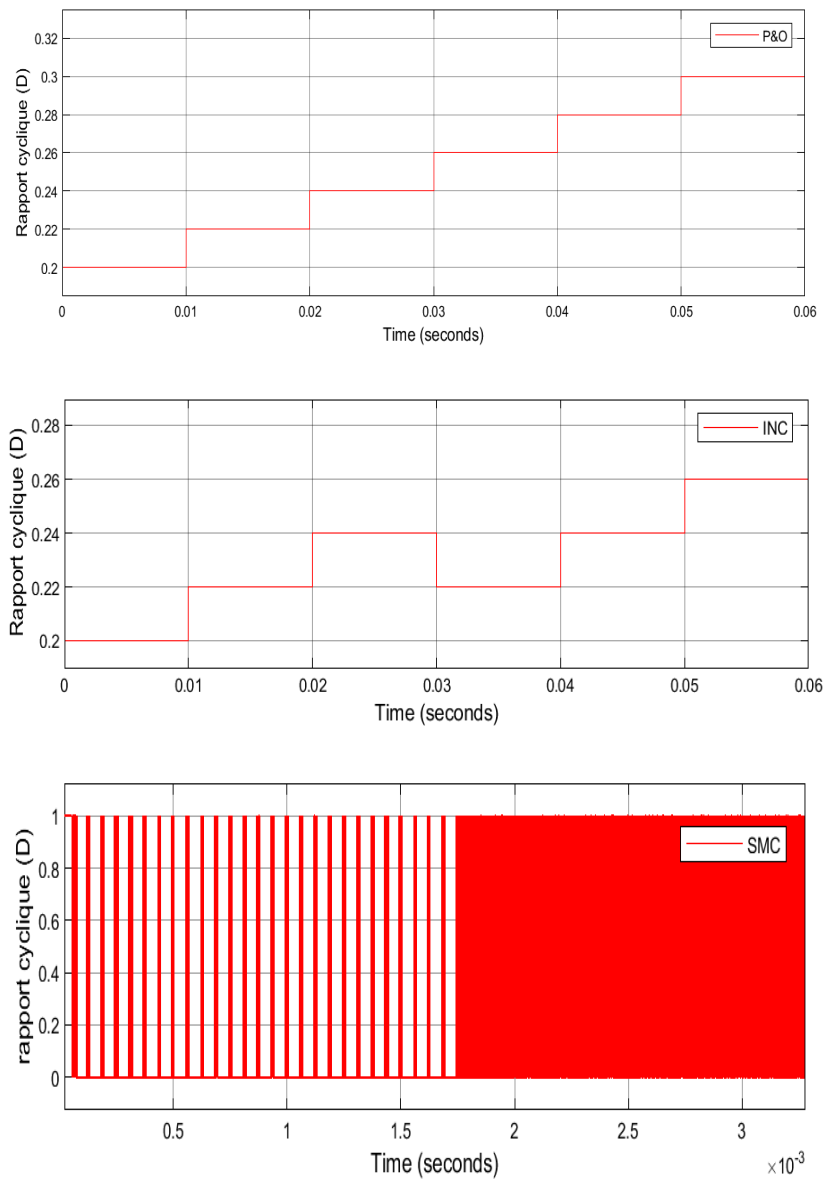 0.32
0.3
0.28
0.26
0.24
0.22
0.2
Rapport cyclique (D)
P&O
0 0.01 0.02 0.03 0.04 0.05 0.06
Time (seconds)
0.28
0.26
0.24
0.22
0.2
Rapport cyclique (D)
INC
0 0.01 0.02 0.03 0.04 0.05 0.06
Time (seconds)
1
0.8
0.6
0.4
0.2
0
rapport cyclique (D)
SMC
0.5 1 1.5 2 2.5 3
Time (seconds)
×10⁻³